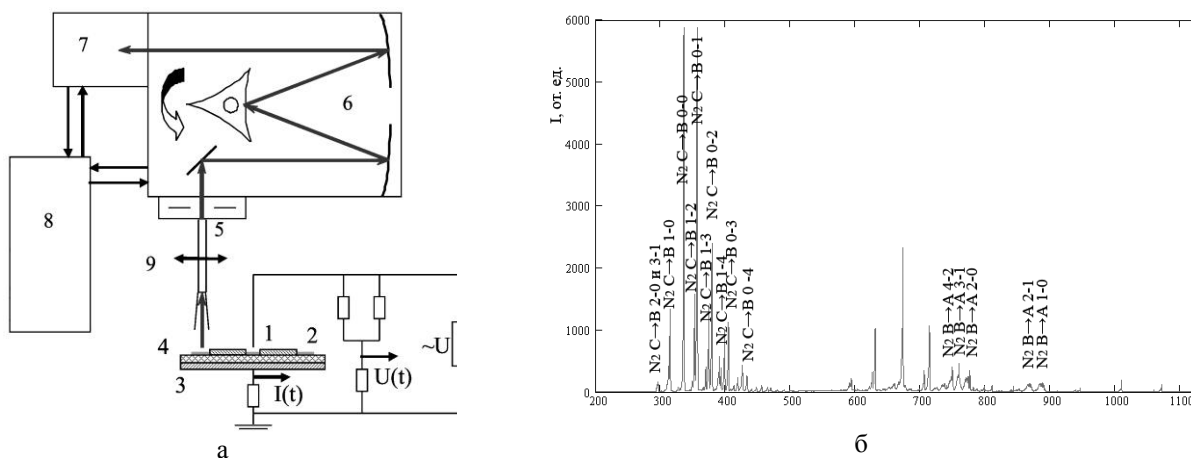 7
6
8
5
9
4
1
2
3
I(t)
U(t)
~U
а
I, от. ед.
6000
5000
4000
3000
2000
1000
0
200
300
400
500
600
700
800
900
1000
1100
N2 C→B 2-0 и 3-1
N2 C→B 1-0
N2 C→B 0-0
N2 C→B 1-2
N2 C→B 0-1
N2 C→B 1-3
N2 C→B 0-2
N2 C→B 1-4
N2 C→B 0-3
N2 C→B 0 -4
N2 B→A 4-2
N2 B→A 3-1
N2 B→A 2-0
N2 B→A 2-1
N2 B→A 1-0
б